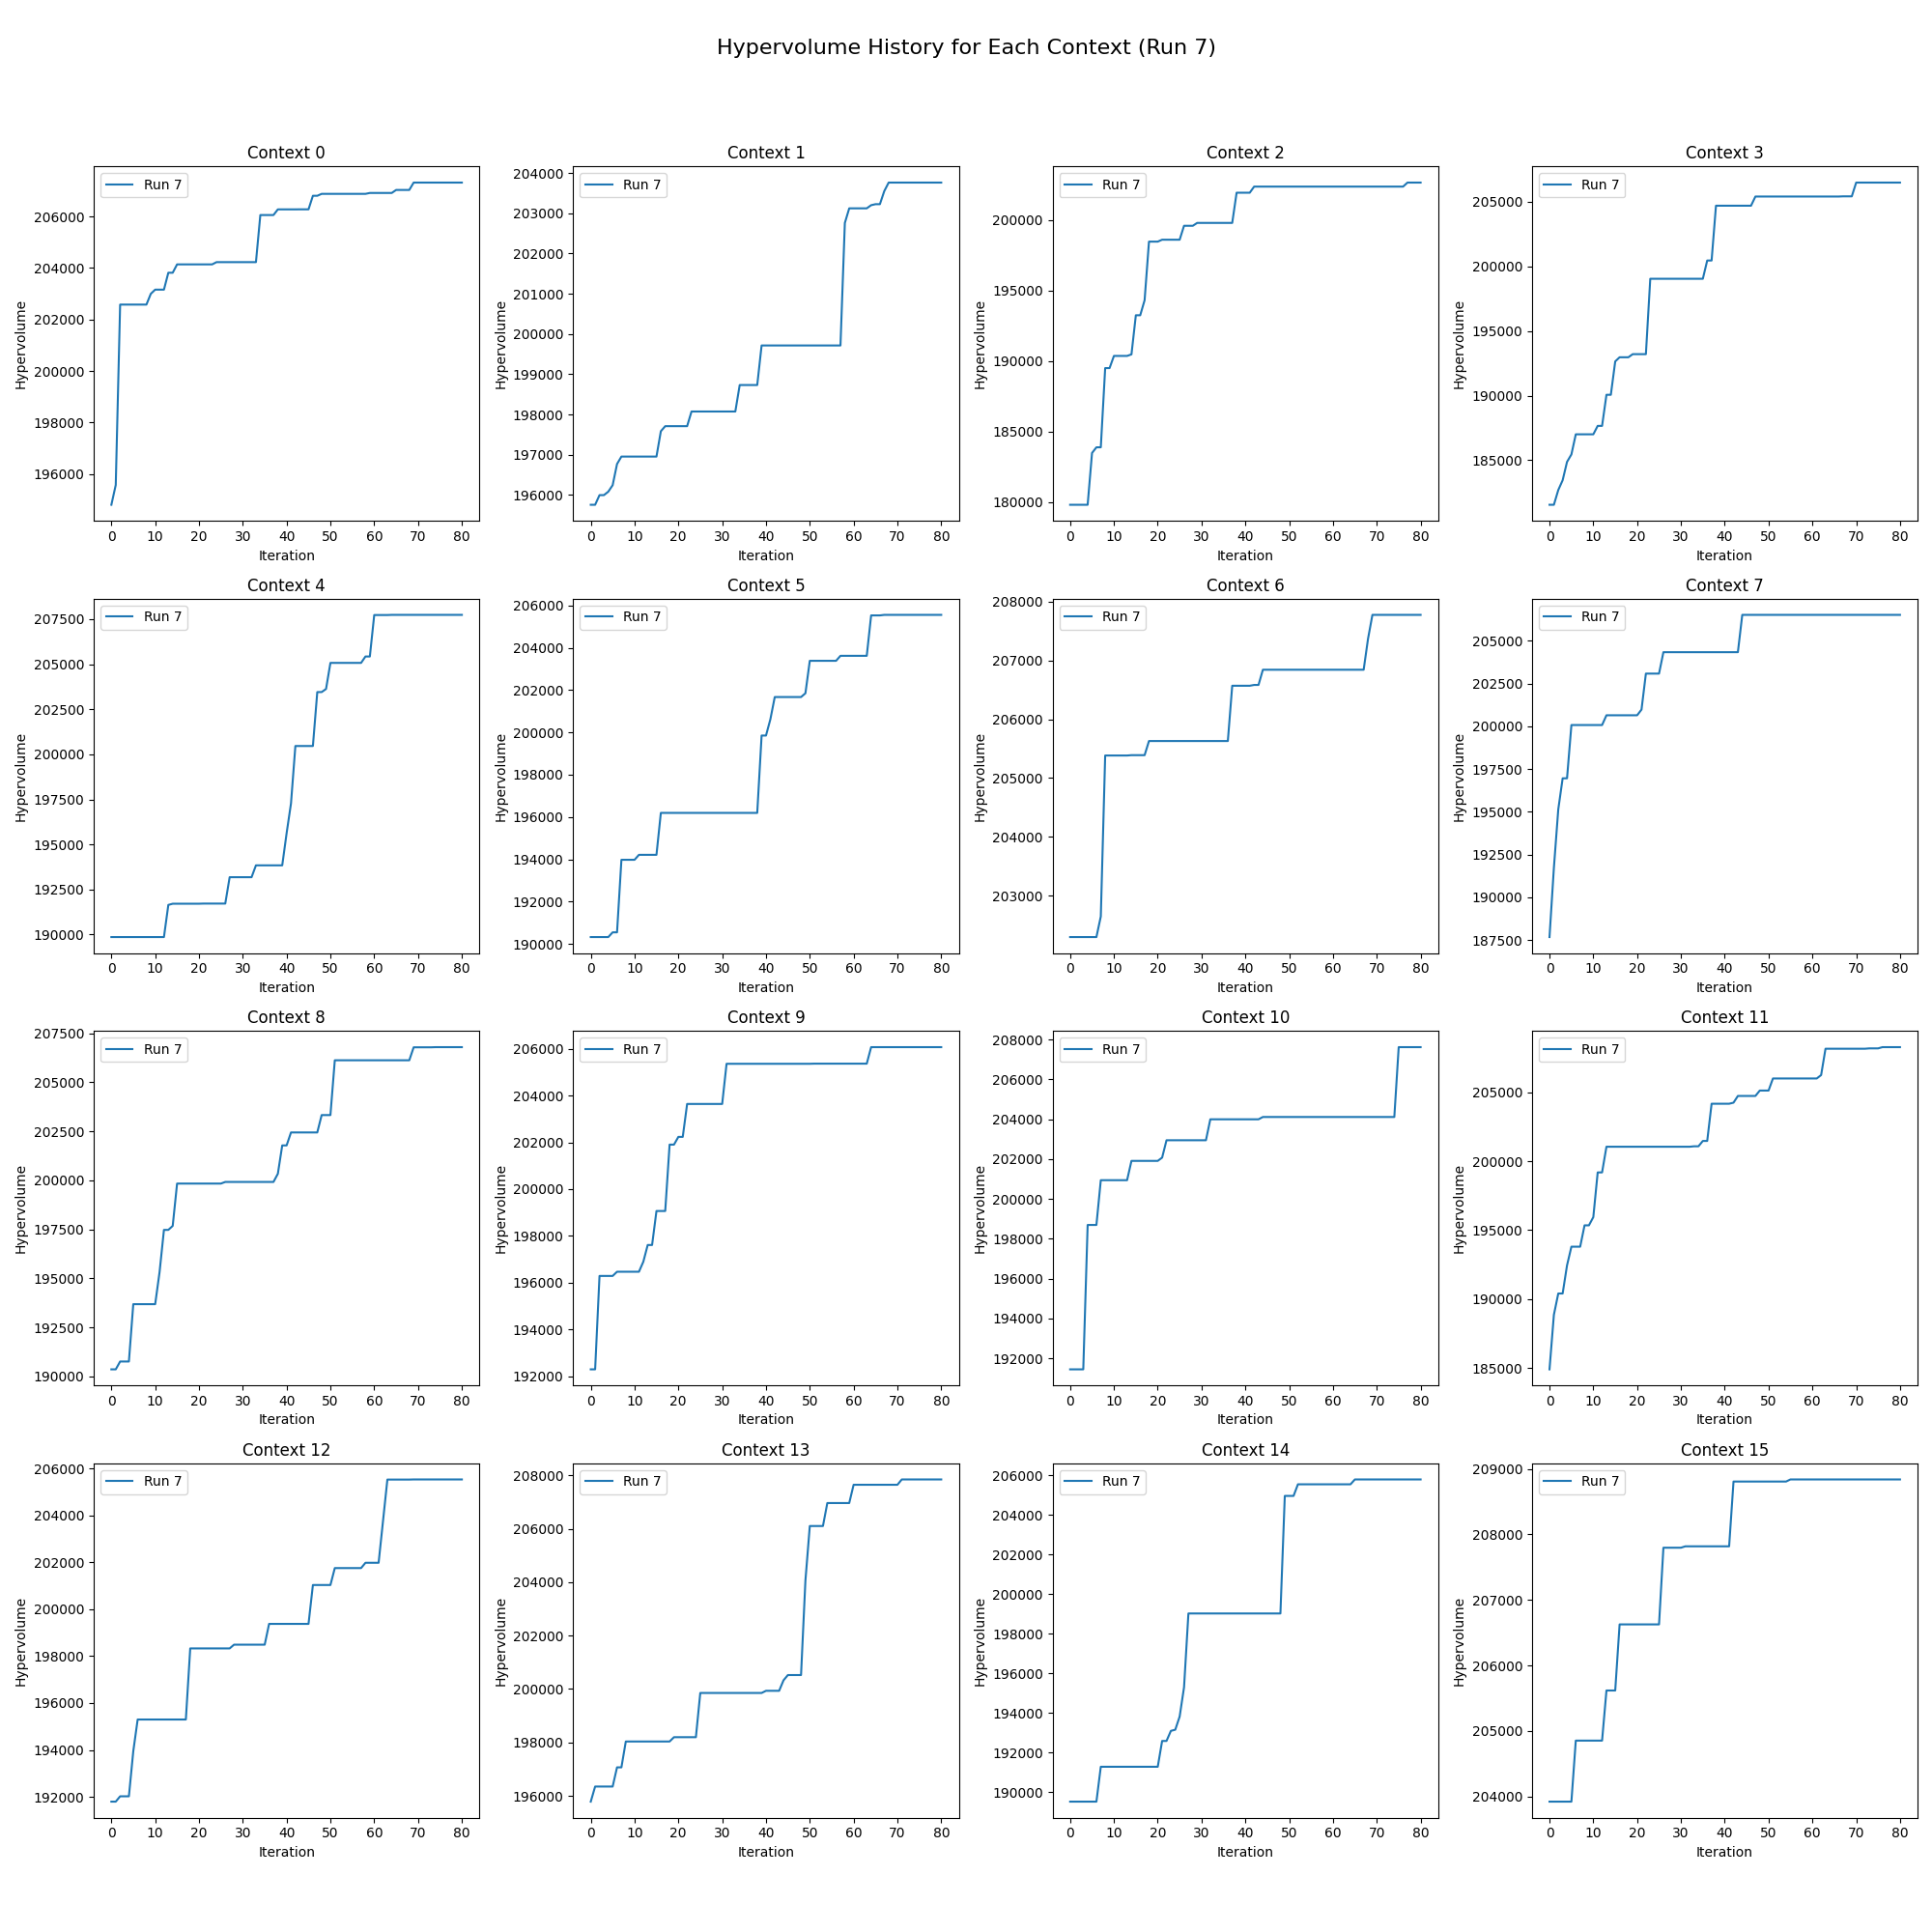 Hypervolume History for Each Context (Run 7)
Context 0
Run 7
Hypervolume
206000
204000
202000
200000
198000
196000
0 10 20 30 40 50 60 70 80
Iteration
Context 1
Run 7
Hypervolume
204000
203000
202000
201000
200000
199000
198000
197000
196000
0 10 20 30 40 50 60 70 80
Iteration
Context 2
Run 7
Hypervolume
200000
195000
190000
185000
180000
0 10 20 30 40 50 60 70 80
Iteration
Context 3
Run 7
Hypervolume
205000
200000
195000
190000
185000
0 10 20 30 40 50 60 70 80
Iteration
Context 4
Run 7
Hypervolume
207500
205000
202500
200000
197500
195000
192500
190000
0 10 20 30 40 50 60 70 80
Iteration
Context 5
Run 7
Hypervolume
206000
204000
202000
200000
198000
196000
194000
192000
190000
0 10 20 30 40 50 60 70 80
Iteration
Context 6
Run 7
Hypervolume
208000
207000
206000
205000
204000
203000
0 10 20 30 40 50 60 70 80
Iteration
Context 7
Run 7
Hypervolume
205000
202500
200000
197500
195000
192500
190000
187500
0 10 20 30 40 50 60 70 80
Iteration
Context 8
Run 7
Hypervolume
207500
205000
202500
200000
197500
195000
192500
190000
0 10 20 30 40 50 60 70 80
Iteration
Context 9
Run 7
Hypervolume
206000
204000
202000
200000
198000
196000
194000
192000
0 10 20 30 40 50 60 70 80
Iteration
Context 10
Run 7
Hypervolume
208000
206000
204000
202000
200000
198000
196000
194000
192000
0 10 20 30 40 50 60 70 80
Iteration
Context 11
Run 7
Hypervolume
205000
200000
195000
190000
185000
0 10 20 30 40 50 60 70 80
Iteration
Context 12
Run 7
Hypervolume
206000
204000
202000
200000
198000
196000
194000
192000
0 10 20 30 40 50 60 70 80
Iteration
Context 13
Run 7
Hypervolume
208000
206000
204000
202000
200000
198000
196000
0 10 20 30 40 50 60 70 80
Iteration
Context 14
Run 7
Hypervolume
206000
204000
202000
200000
198000
196000
194000
192000
190000
0 10 20 30 40 50 60 70 80
Iteration
Context 15
Run 7
Hypervolume
209000
208000
207000
206000
205000
204000
0 10 20 30 40 50 60 70 80
Iteration